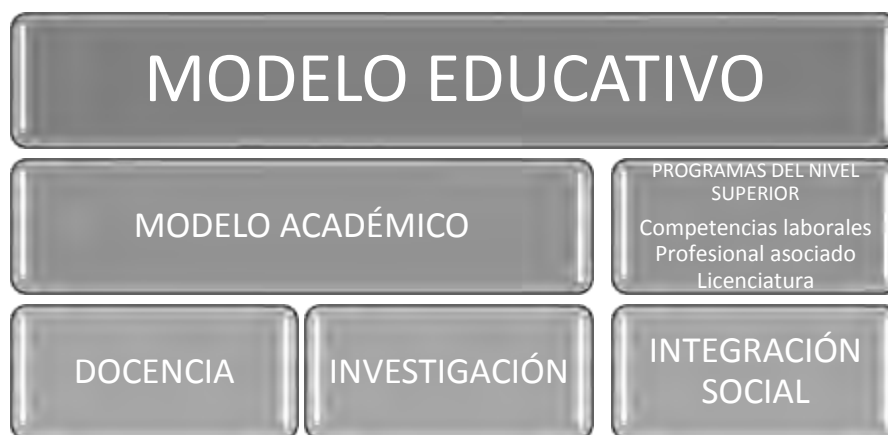 MODELO EDUCATIVO
MODELO ACADÉMICO
PROGRAMAS DEL NIVEL
SUPERIOR
Competencias laborales
Profesional asociado
Licenciatura
DOCENCIA
INVESTIGACIÓN
INTEGRACIÓN
SOCIAL